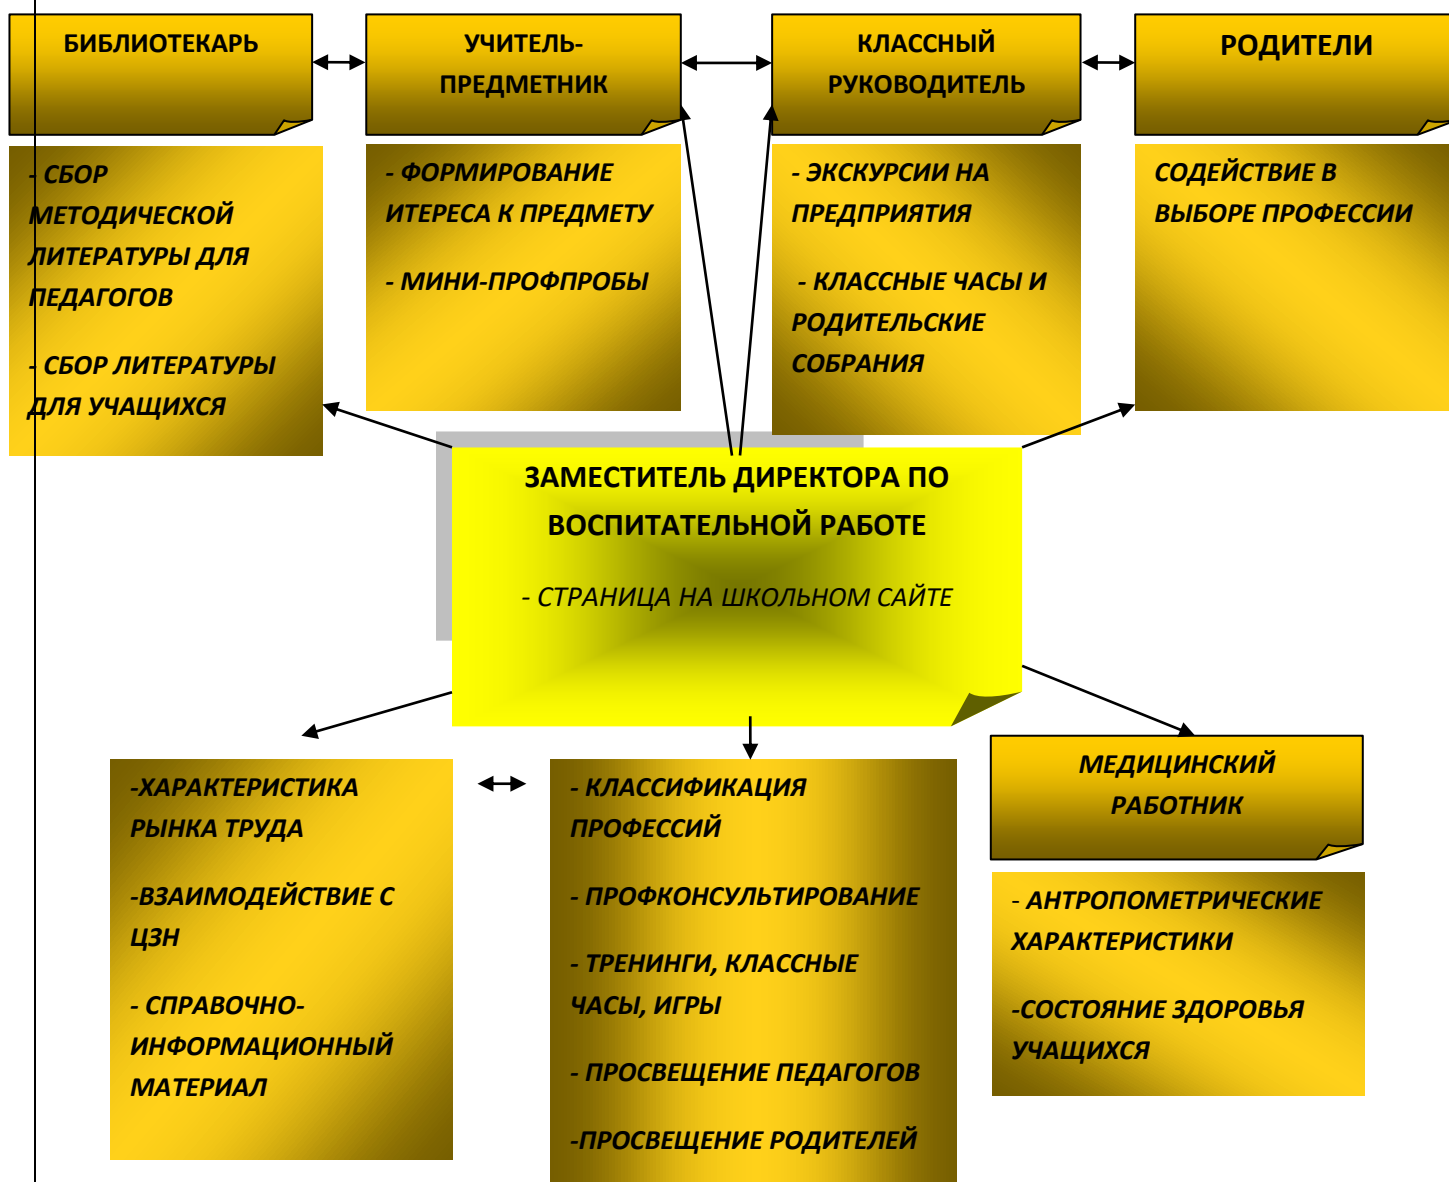 БИБЛИОТЕКАРЬ
УЧИТЕЛЬ-
ПРЕДМЕТНИК
КЛАССНЫЙ
РУКОВОДИТЕЛЬ
РОДИТЕЛИ
- СБОР
МЕТОДИЧЕСКОЙ
ЛИТЕРАТУРЫ ДЛЯ
ПЕДАГОГОВ
- СБОР ЛИТЕРАТУРЫ
ДЛЯ УЧАЩИХСЯ
- ФОРМИРОВАНИЕ
ИТЕРЕСА К ПРЕДМЕТУ
- МИНИ-ПРОФПРОБЫ
- ЭКСКУРСИИ НА
ПРЕДПРИЯТИЯ
- КЛАССНЫЕ ЧАСЫ И
РОДИТЕЛЬСКИЕ
СОБРАНИЯ
СОДЕЙСТВИЕ В
ВЫБОРЕ ПРОФЕССИИ
ЗАМЕСТИТЕЛЬ ДИРЕКТОРА ПО
ВОСПИТАТЕЛЬНОЙ РАБОТЕ
- СТРАНИЦА НА ШКОЛЬНОМ САЙТЕ
-ХАРАКТЕРИСТИКА
РЫНКА ТРУДА
-ВЗАИМОДЕЙСТВИЕ С
ЦЗН
- СПРАВОЧНО-
ИНФОРМАЦИОННЫЙ
МАТЕРИАЛ
- КЛАССИФИКАЦИЯ
ПРОФЕССИЙ
- ПРОФКОНСУЛЬТИРОВАНИЕ
- ТРЕНИНГИ, КЛАССНЫЕ
ЧАСЫ, ИГРЫ
- ПРОСВЕЩЕНИЕ ПЕДАГОГОВ
-ПРОСВЕЩЕНИЕ РОДИТЕЛЕЙ
МЕДИЦИНСКИЙ
РАБОТНИК
- АНТРОПОМЕТРИЧЕСКИЕ
ХАРАКТЕРИСТИКИ
-СОСТОЯНИЕ ЗДОРОВЬЯ
УЧАЩИХСЯ